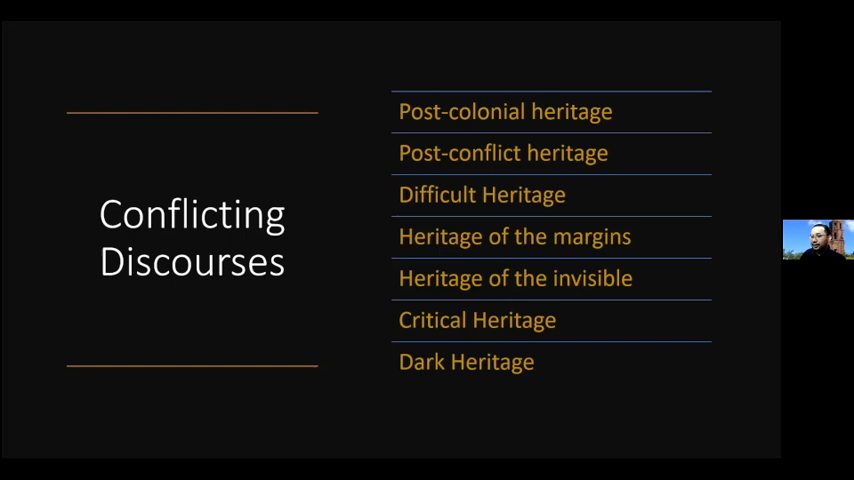 Conflicting
Discourses
Post-colonial heritage
Post-conflict heritage
Difficult Heritage
Heritage of the margins
Heritage of the invisible
Critical Heritage
Dark Heritage